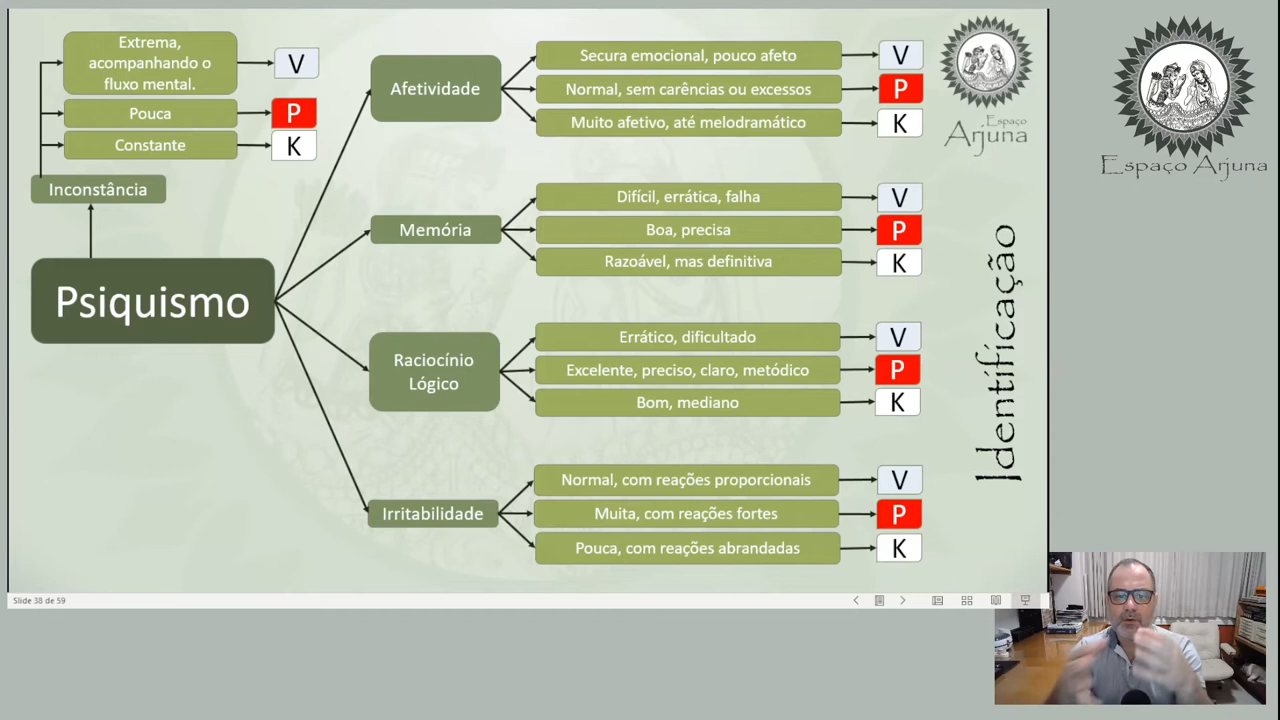 Extrema,
acompanhando o
fluxo mental.
V
Pouca
P
Constante
K
Inconstância
Psiquismo
Afetividade
Secura emocional, pouco afeto
V
Normal, sem carências ou excessos
P
Muito afetivo, até melodramático
K
Memória
Difícil, errática, falha
V
Boa, precisa
P
Razoável, mas definitiva
K
Raciocínio
Lógico
Errático, dificultado
V
Excelente, preciso, claro, metódico
P
Bom, mediano
K
Irritabilidade
Normal, com reações proporcionais
V
Muita, com reações fortes
P
Pouca, com reações abrandadas
K
Espaço
Arjuna
Identificação
Espaço Arjuna
Slide 38 de 59